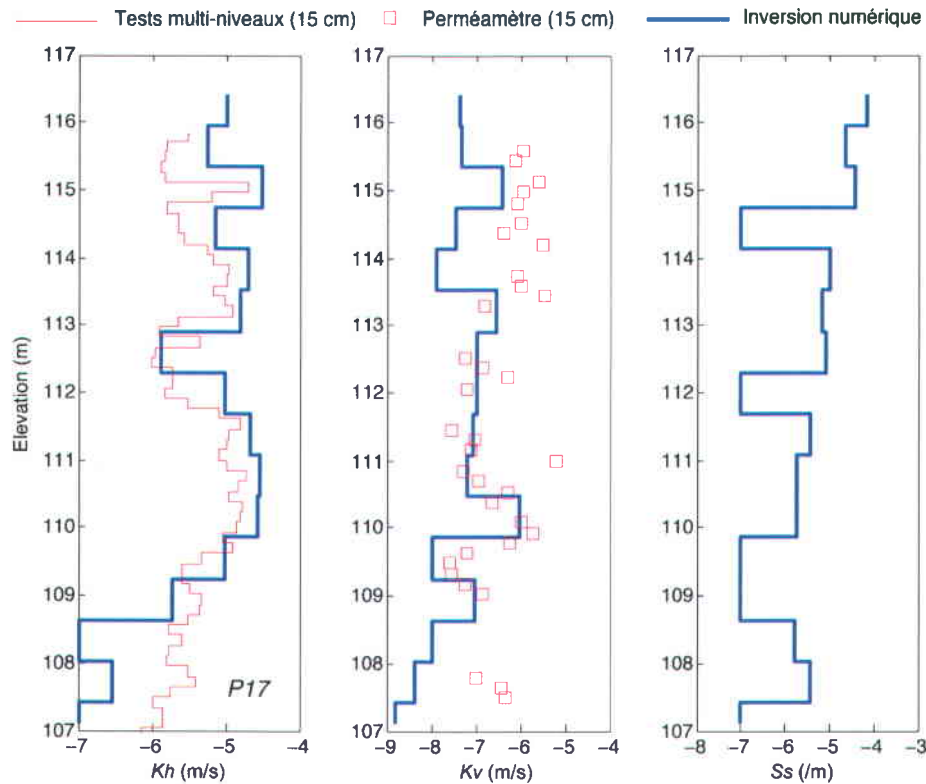 Tests multi-niveaux (15 cm) Perméamètre (15 cm) Inversion numérique
117 117 117
116 116 116
115 115 115
114 114 114
113 113 113
112 112 112
111 111 111
110 110 110
109 109 109
108 108 108
107 107 107
Elevation (m)
P17
−7 −6 −5 −4 −9 −8 −7 −6 −5 −4 −8 −7 −6 −5 −4 −3
Kh (m/s) Kv (m/s) Ss (/m)